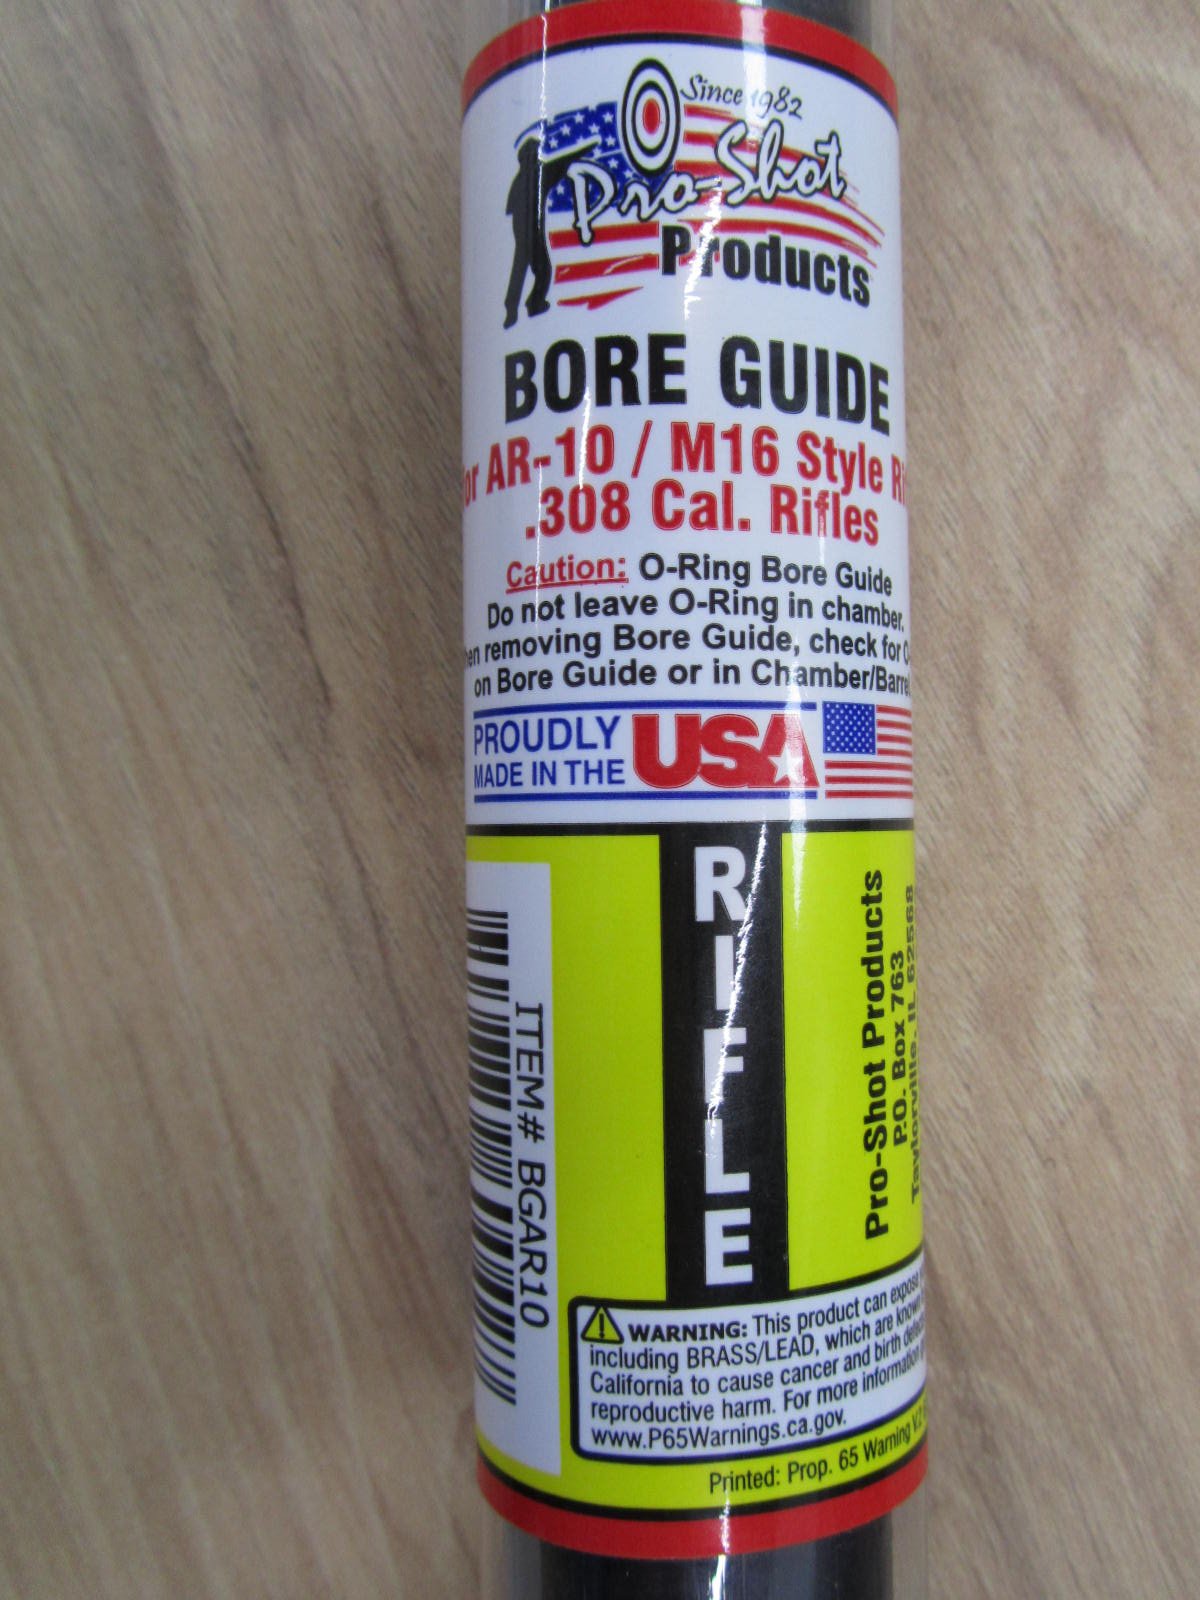 Since 1982
Pro-Shot
Products
BORE GUIDE
AR-10 / M16 Style
.308 Cal. Rifles
Caution: O-Ring Bore Guide
Do not leave O-Ring in chamber.
removing Bore Guide, check for
on Bore Guide or in Chamber/Barrel
PROUDLY
MADE IN THE
USA
RIFLE
ITEM# BGAR10
Pro-Shot Products
P.O. Box 763
Taylorville, IL 62568
WARNING: This product can expose
including BRASS/LEAD, which are known
California to cause cancer and birth
reproductive harm. For more information
www.P65Warnings.ca.gov.
Printed: Prop. 65 Warning V.2